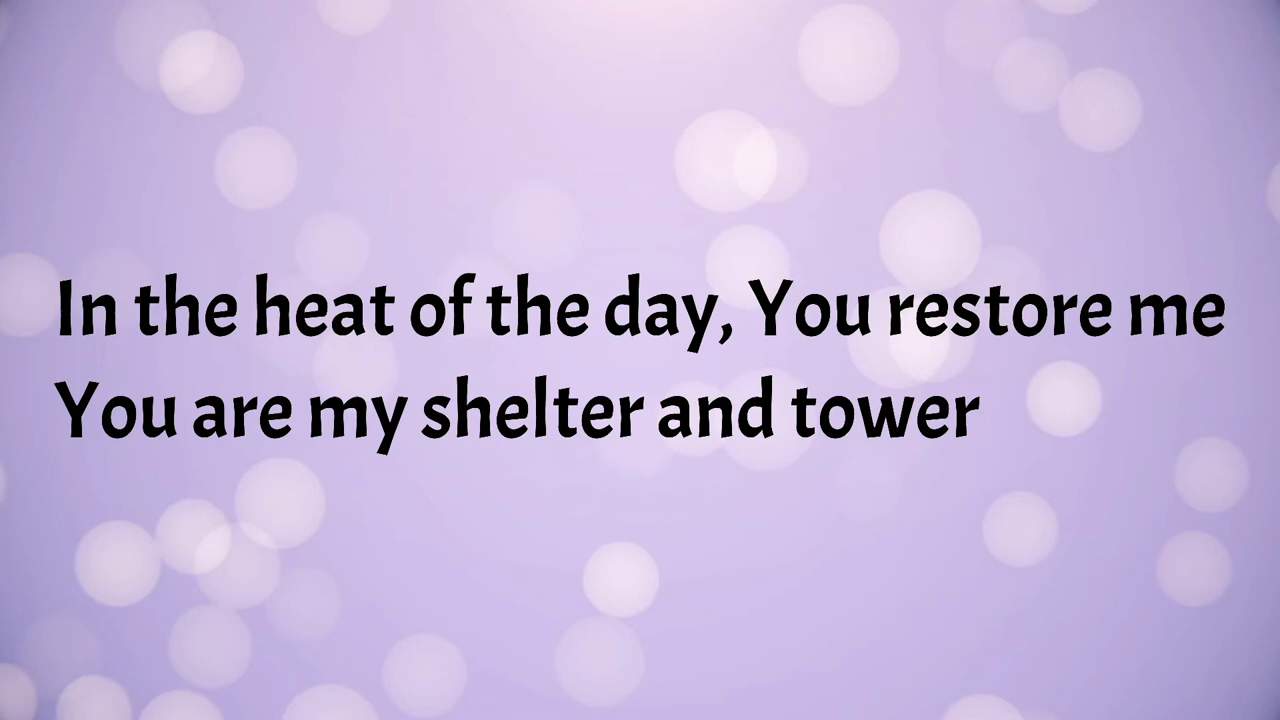 In the heat of the day, You restore me
You are my shelter and tower